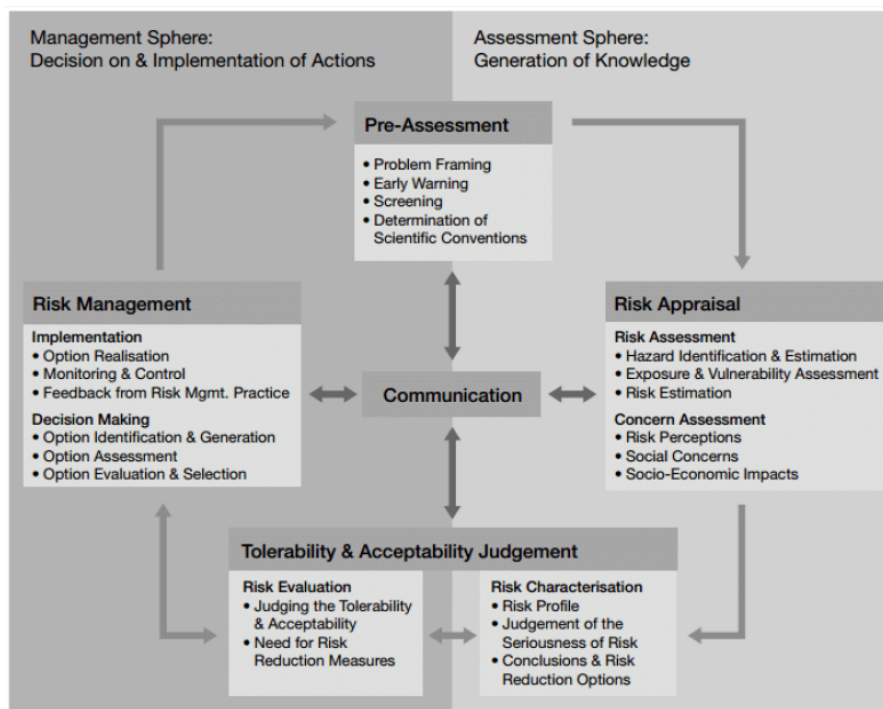 Management Sphere:
Decision on & Implementation of Actions
Assessment Sphere:
Generation of Knowledge
Pre-Assessment
• Problem Framing
• Early Warning
• Screening
• Determination of
Scientific Conventions
Risk Management
Implementation
• Option Realisation
• Monitoring & Control
• Feedback from Risk Mgmt. Practice
Decision Making
• Option Identification & Generation
• Option Assessment
• Option Evaluation & Selection
Communication
Risk Appraisal
Risk Assessment
• Hazard Identification & Estimation
• Exposure & Vulnerability Assessment
• Risk Estimation
Concern Assessment
• Risk Perceptions
• Social Concerns
• Socio-Economic Impacts
Tolerability & Acceptability Judgement
Risk Evaluation
• Judging the Tolerability
& Acceptability
• Need for Risk
Reduction Measures
Risk Characterisation
• Risk Profile
• Judgement of the
Seriousness of Risk
• Conclusions & Risk
Reduction Options